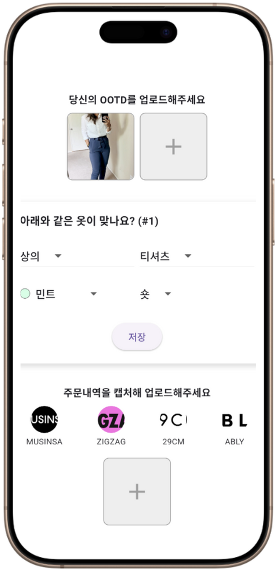 당신의 OOTD를 업로드해주세요
+
아래와 같은 옷이 맞나요? (#1)
상의 티셔츠
민트 숏
저장
주문내역을 캡처해 업로드해주세요
USINS GZ/ 9C BL
MUSINSA ZIGZAG 29CM ABLY
+